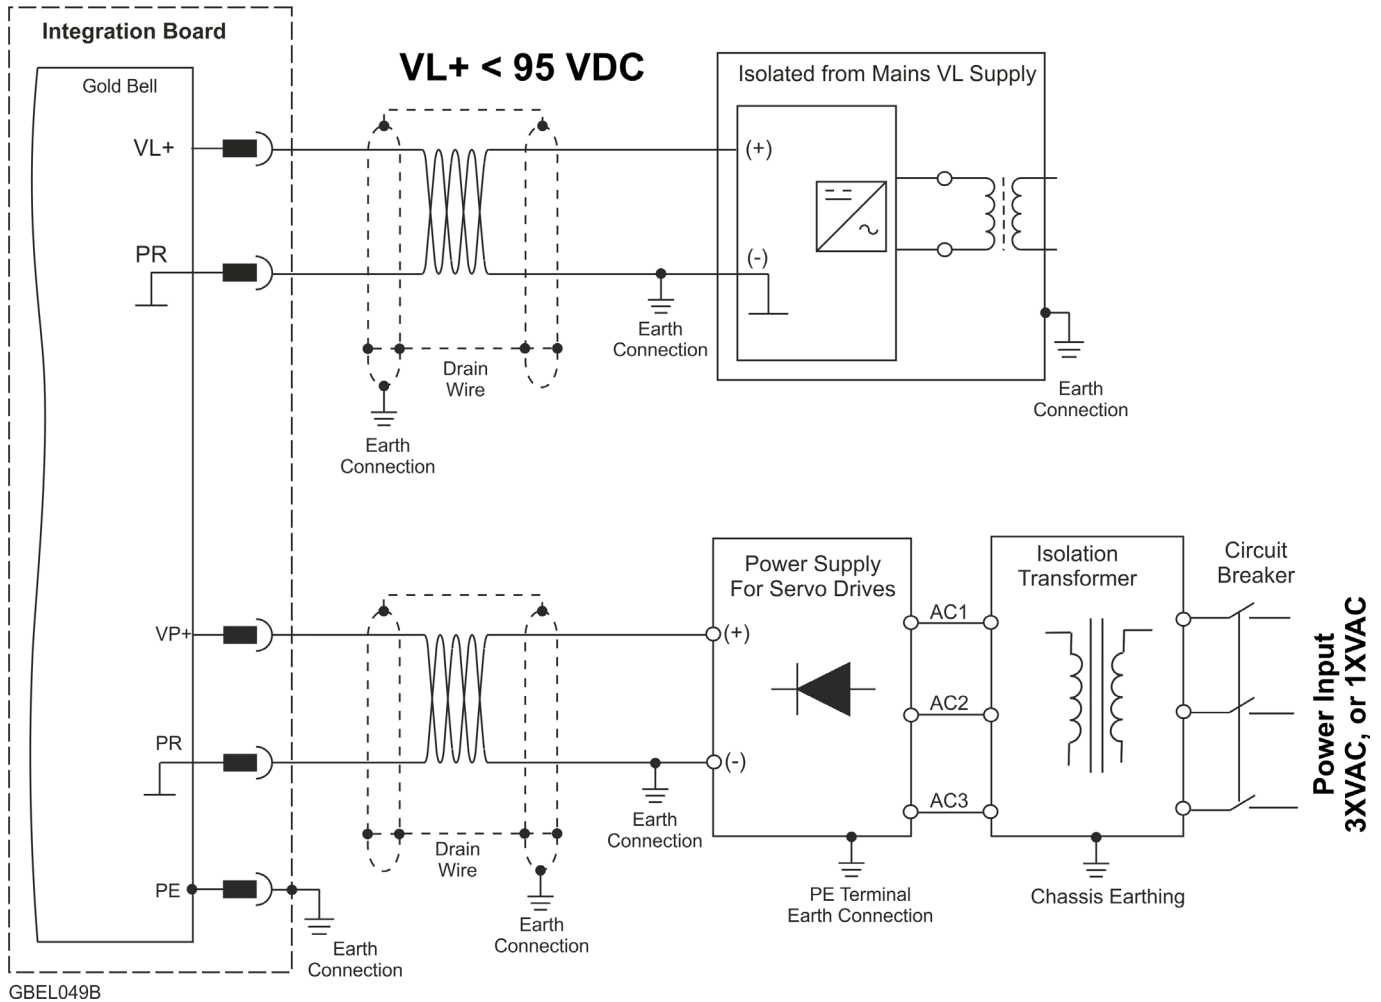 Integration Board
Gold Bell
VL+ < 95 VDC
Isolated from Mains VL Supply
VL+
(+)
PR
(-)
Earth
Connection
Drain
Wire
Earth
Connection
Earth
Connection
Power Supply
For Servo Drives
Isolation
Transformer
Circuit
Breaker
AC1
VP+
(+)
AC2
PR
(-)
AC3
Power Input
3XVAC, or 1XVAC
Earth
Connection
Drain
Wire
PE
PE Terminal
Earth Connection
Chassis Earthing
Earth
Connection
Earth
Connection
GBEL049B